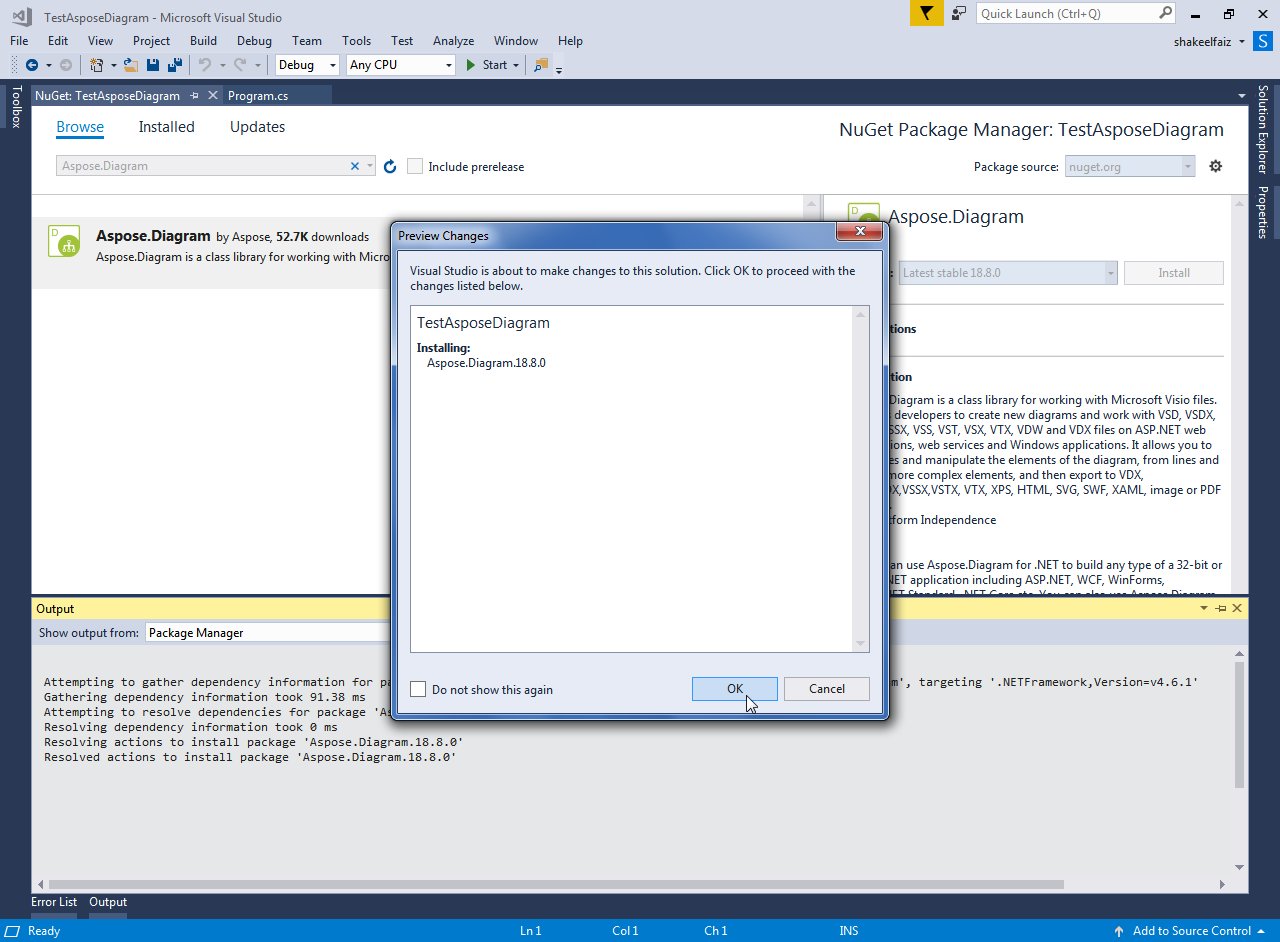 TestAsposeDiagram - Microsoft Visual Studio
Quick Launch (Ctrl+Q)
File Edit View Project Build Debug Team Tools Test Analyze Window Help
shakeelfaiz
S
Debug Any CPU Start
Toolbox
NuGet: TestAsposeDiagram
Program.cs
Solution Explorer
Properties
Browse Installed Updates
NuGet Package Manager: TestAsposeDiagram
Aspose.Diagram
Include prerelease
Package source: nuget.org
D
Aspose.Diagram by Aspose, 52.7K downloads
Aspose.Diagram is a class library for working with Micro
D
Aspose.Diagram
: Latest stable 18.8.0 Install
tions
tion
Diagram is a class library for working with Microsoft Visio files.
developers to create new diagrams and work with VSD, VSDX,
SSX, VSS, VST, VSX, VTX, VDW and VDX files on ASP.NET web
ions, web services and Windows applications. It allows you to
es and manipulate the elements of the diagram, from lines and
more complex elements, and then export to VDX,
X,VSSX,VSTX, VTX, XPS, HTML, SVG, SWF, XAML, image or PDF
form Independence
an use Aspose.Diagram for .NET to build any type of a 32-bit or
NET application including ASP.NET, WCF, WinForms,
Preview Changes
Visual Studio is about to make changes to this solution. Click OK to proceed with the
changes listed below.
TestAsposeDiagram
Installing:
Aspose.Diagram.18.8.0
Do not show this again
OK
Cancel
Output
Show output from: Package Manager
Attempting to gather dependency information for pa m', targeting '.NETFramework,Version=v4.6.1'
Gathering dependency information took 91.38 ms
Attempting to resolve dependencies for package 'As
Resolving dependency information took 0 ms
Resolving actions to install package 'Aspose.Diagram.18.8.0'
Resolved actions to install package 'Aspose.Diagram.18.8.0'
Error List Output
Ready Ln 1 Col 1 Ch 1 INS Add to Source Control